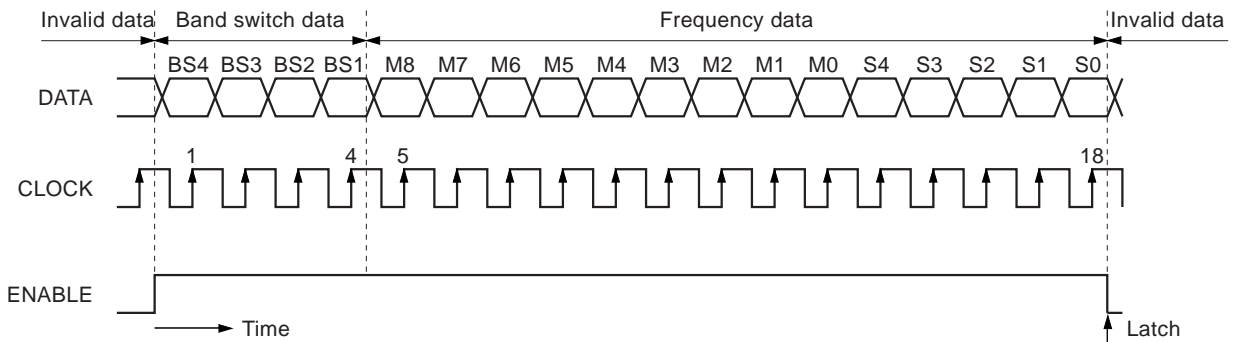 Invalid data Band switch data Frequency data Invalid data
BS4 BS3 BS2 BS1 M8 M7 M6 M5 M4 M3 M2 M1 M0 S4 S3 S2 S1 S0
DATA
1 4 5 18
CLOCK
ENABLE
Time Latch